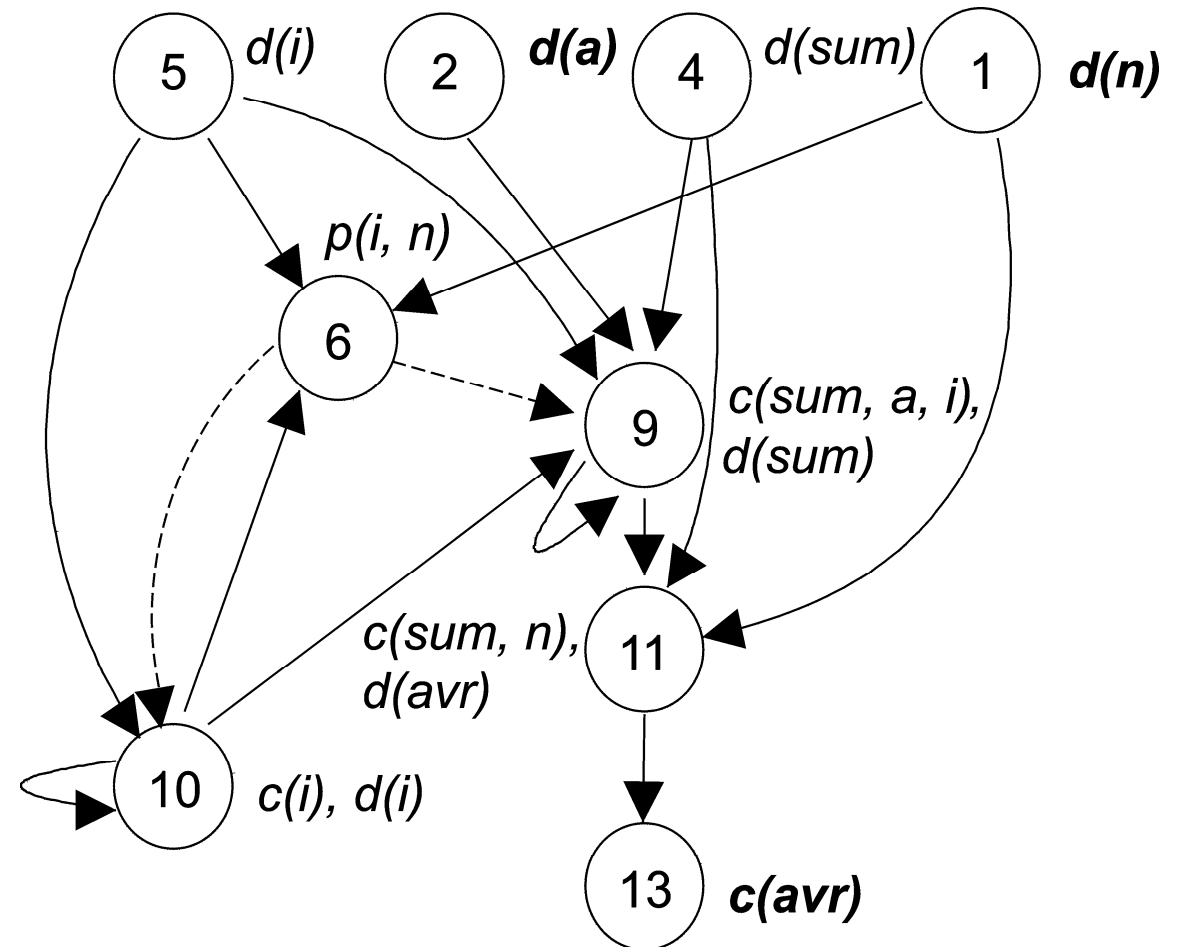 5 d(i) 2 d(a) 4 d(sum) 1 d(n)
p(i, n)
6
9
c(sum, a, i),
d(sum)
c(sum, n),
d(avr)
11
10 c(i), d(i)
13 c(avr)